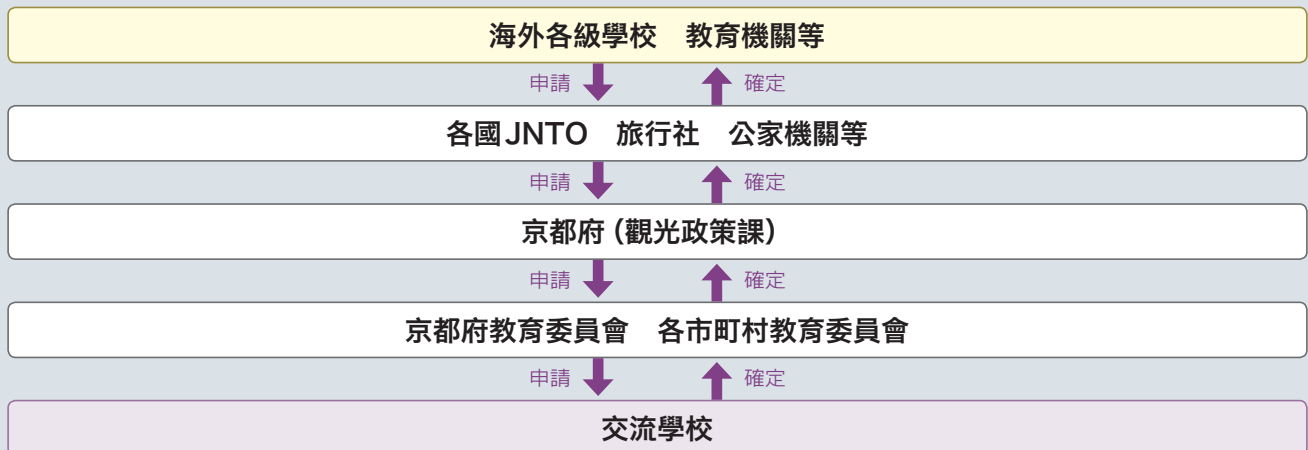 海外各級學校　教育機關等
申請　確定
各國JNTO　旅行社　公家機關等
申請　確定
京都府（觀光政策課）
申請　確定
京都府教育委員會　各市町村教育委員會
申請　確定
交流學校